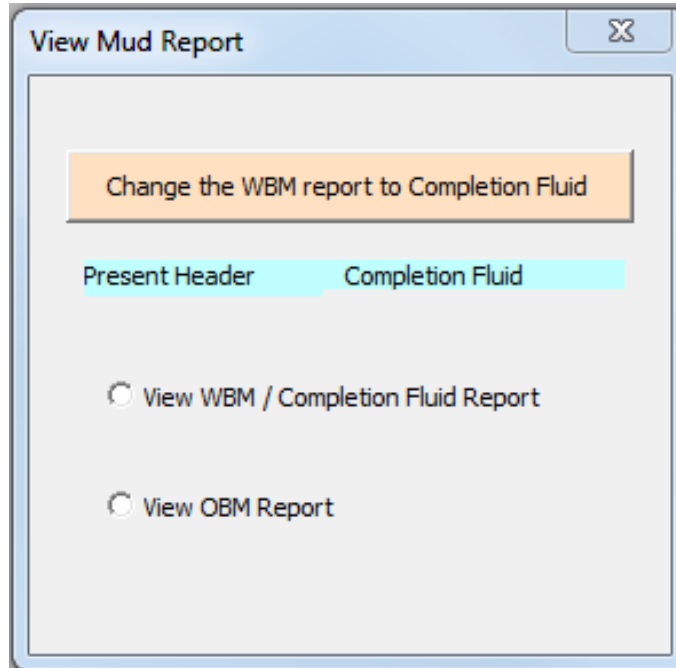 View Mud Report
Change the WBM report to Completion Fluid
Present Header Completion Fluid
View WBM / Completion Fluid Report
View OBM Report